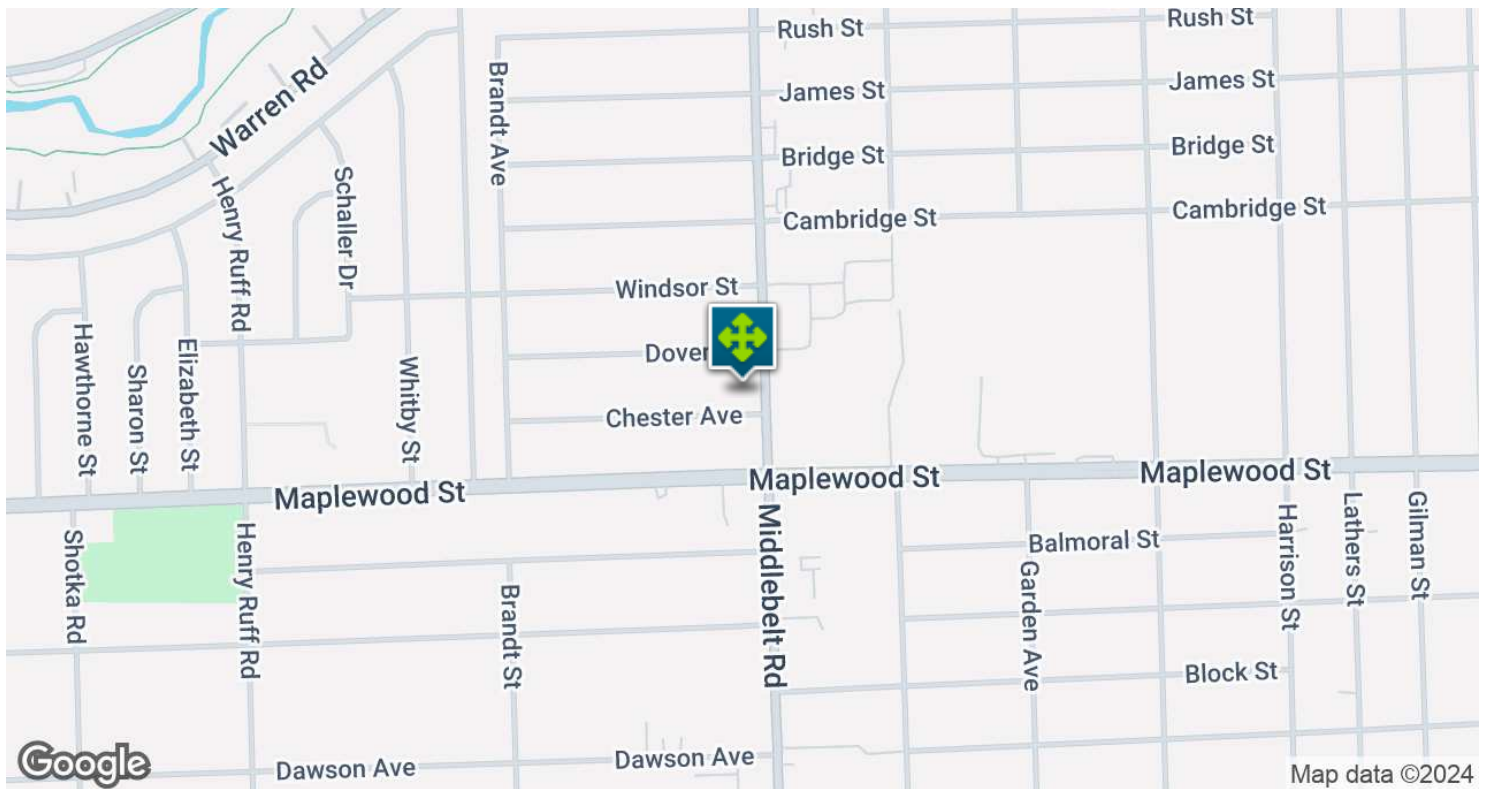 Rush St
Rush St
James St
James St
Bridge St
Bridge St
Cambridge St
Cambridge St
Warren Rd
Brandt Ave
Henry Ruff Rd
Schaller Dr
Windsor St
Dover
Chester Ave
Hawthorne St
Sharon St
Elizabeth St
Whitby St
Maplewood St
Maplewood St
Maplewood St
Shotka Rd
Henry Ruff Rd
Brandt St
Middlebelt Rd
Balmoral St
Garden Ave
Harrison St
Lathers St
Gilman St
Block St
Dawson Ave
Dawson Ave
Google
Map data ©2024